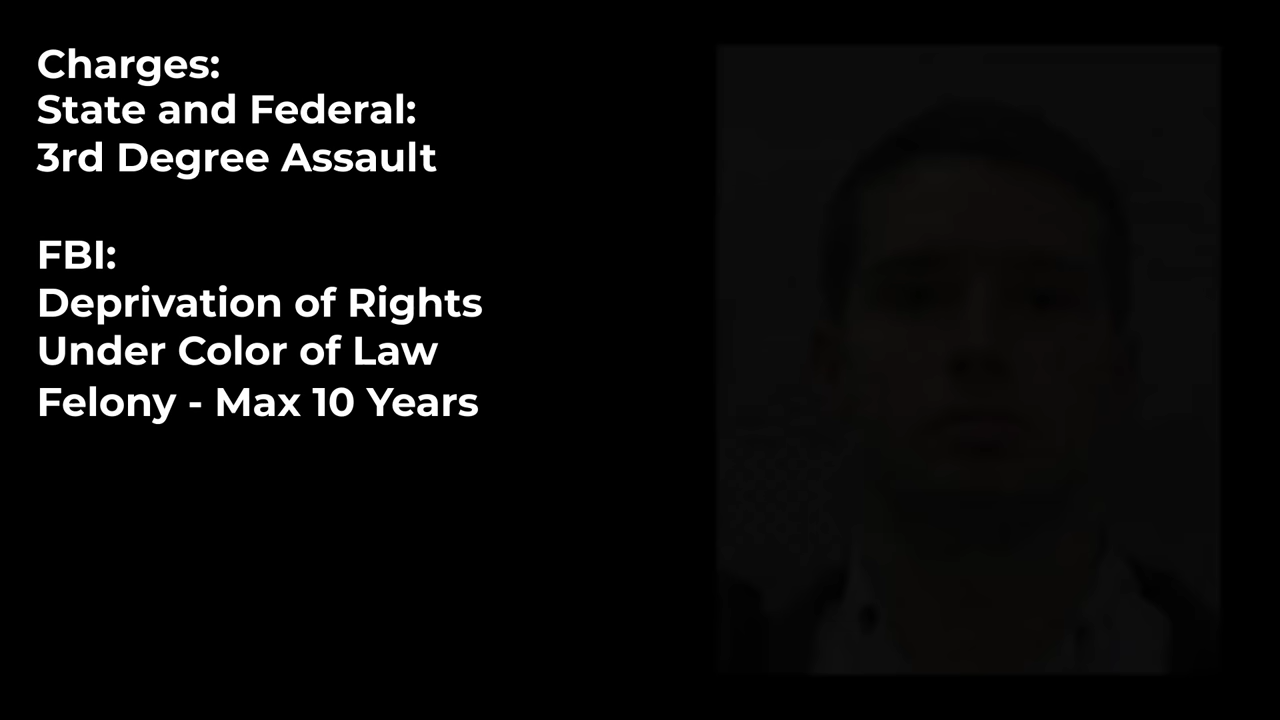 Charges:
State and Federal:
3rd Degree Assault
FBI:
Deprivation of Rights
Under Color of Law
Felony - Max 10 Years